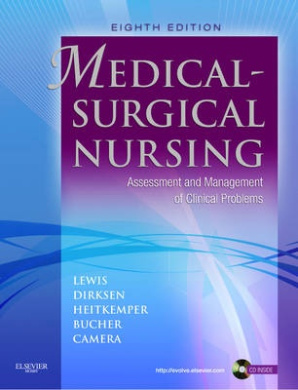 EIGHTH EDITION
MEDICAL-
SURGICAL
NURSING
Assessment and Management
of Clinical Problems
LEWIS
DIRKSEN
HEITKEMPER
BUCHER
CAMERA
ELSEVIER
http://evolve.elsevier.com
CD INSIDE